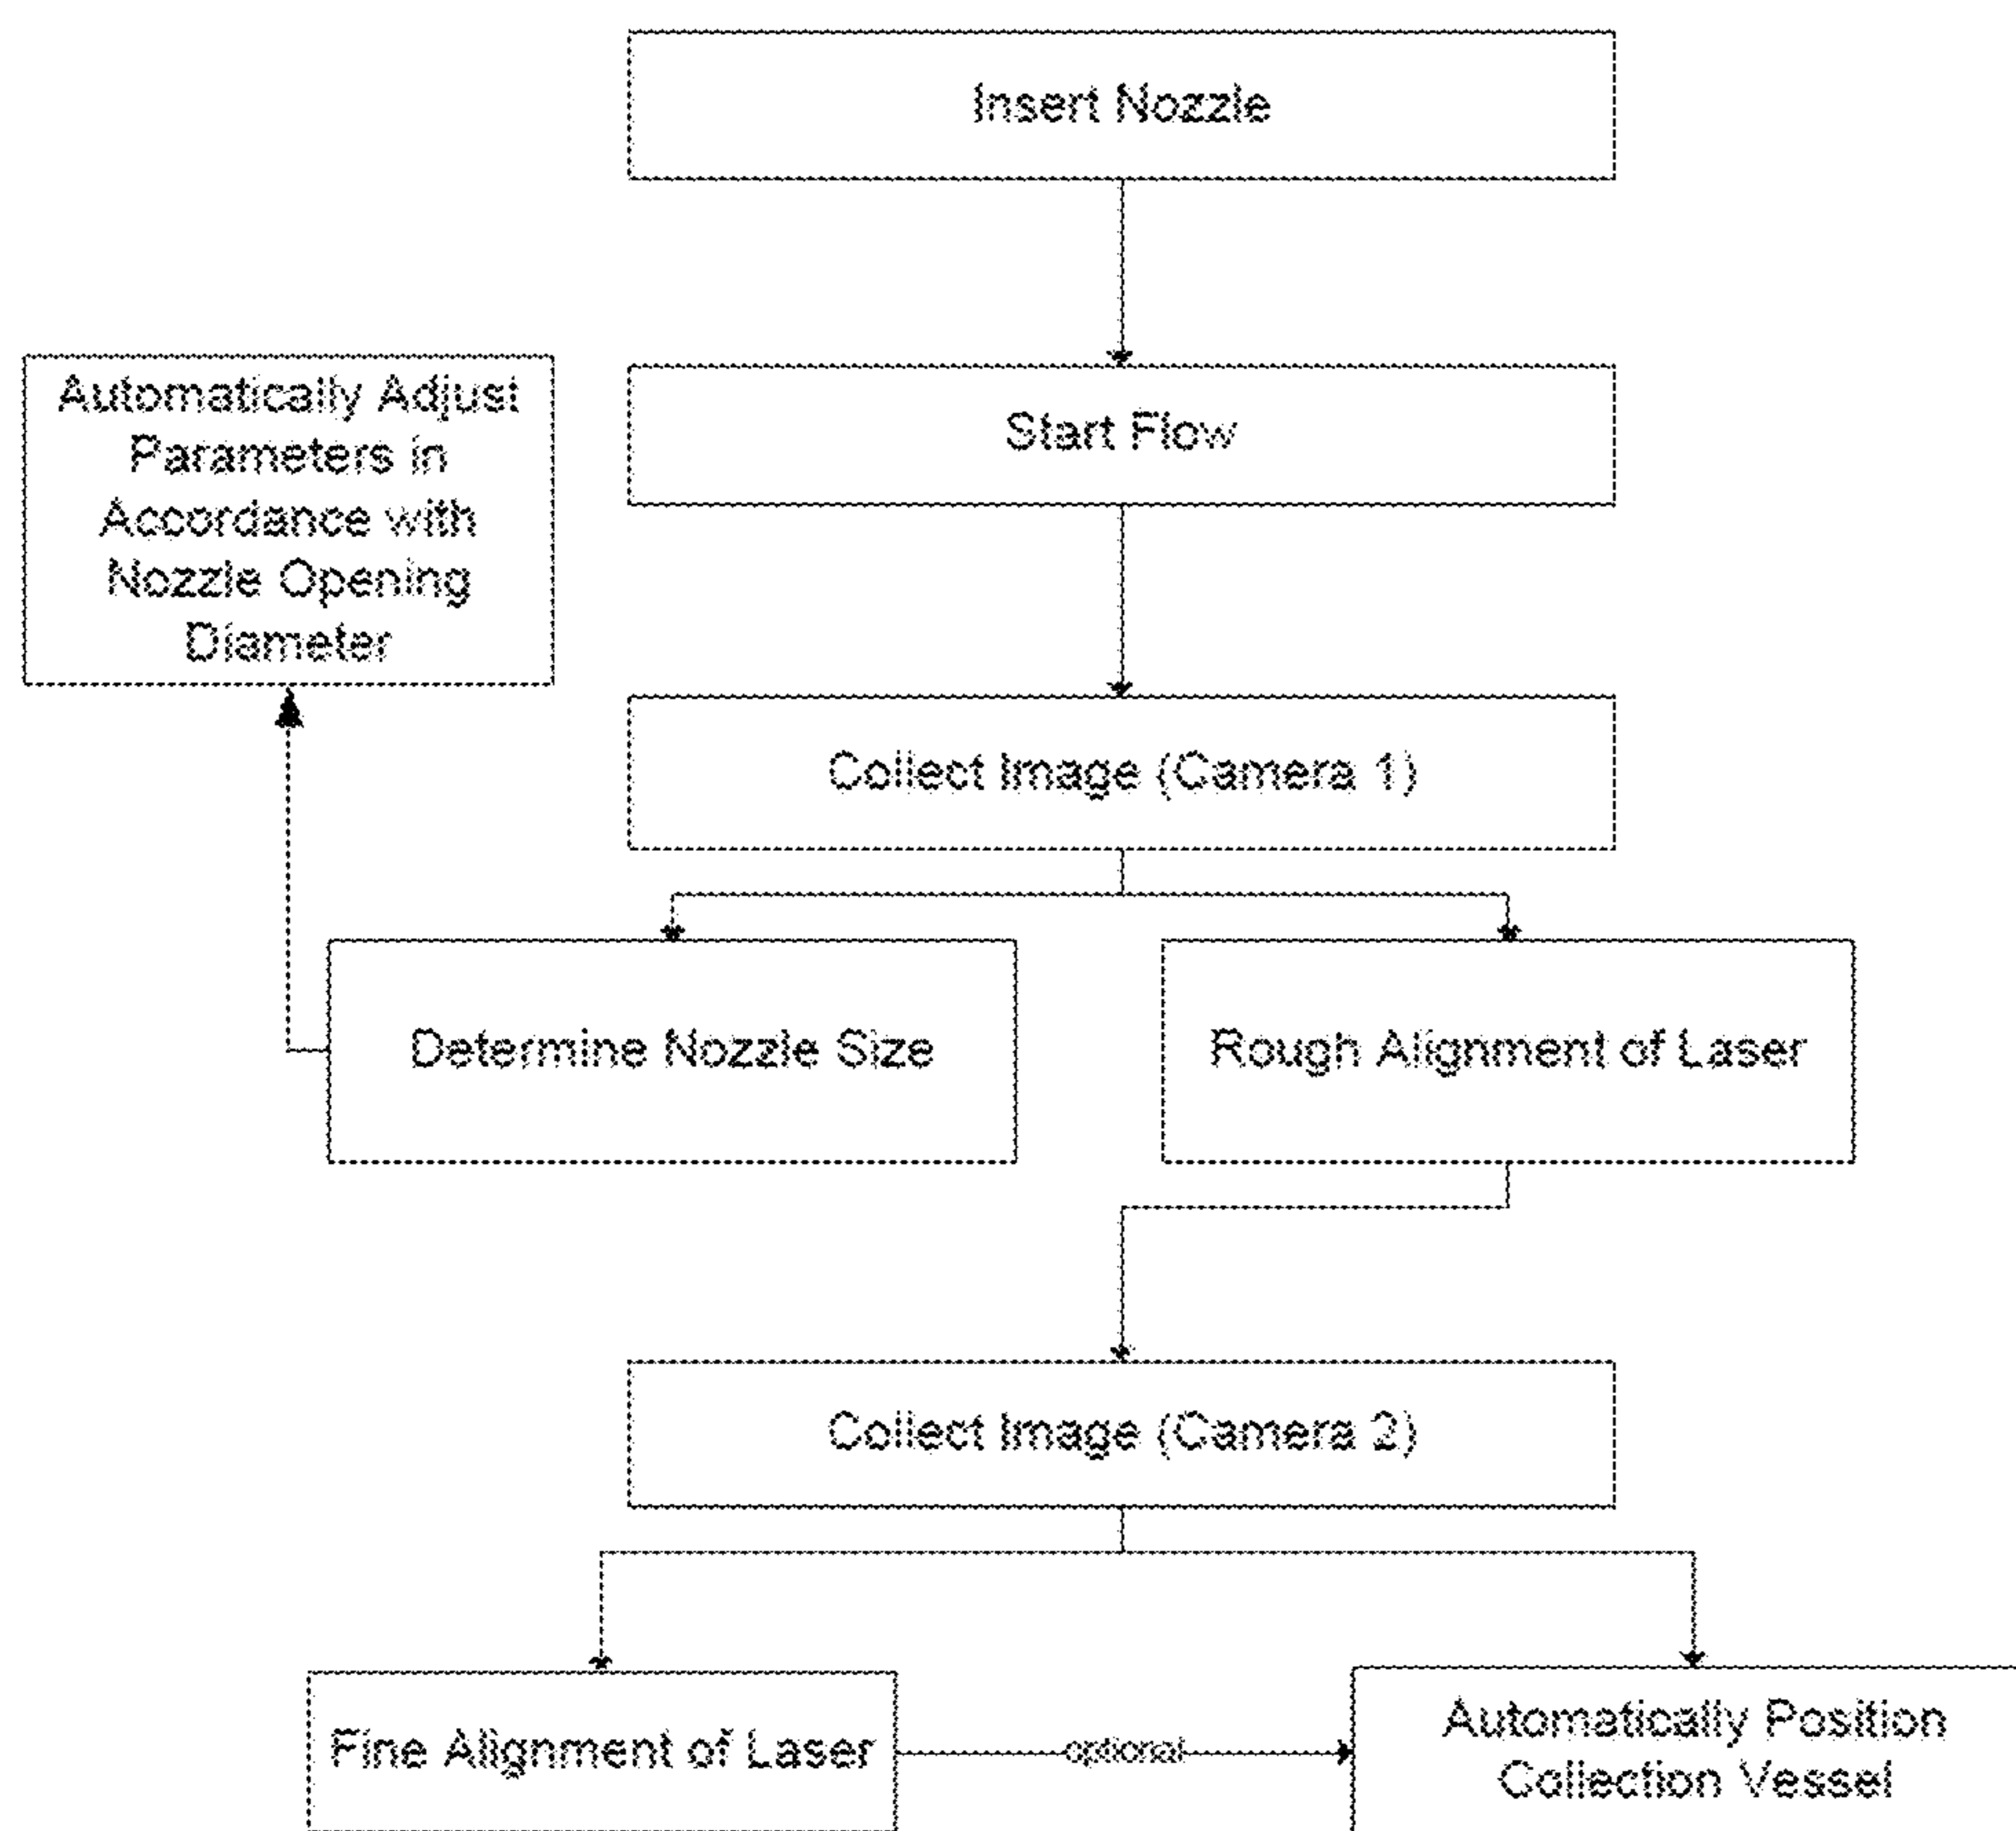 Insert Nozzle
Start Flow
Automatically Adjust
Parameters in
Accordance with
Nozzle Opening
Diameter
Collect Image (Camera 1)
Determine Nozzle Size
Rough Alignment of Laser
Collect Image (Camera 2)
Fine Alignment of Laser
optional
Automatically Position
Collection Vessel